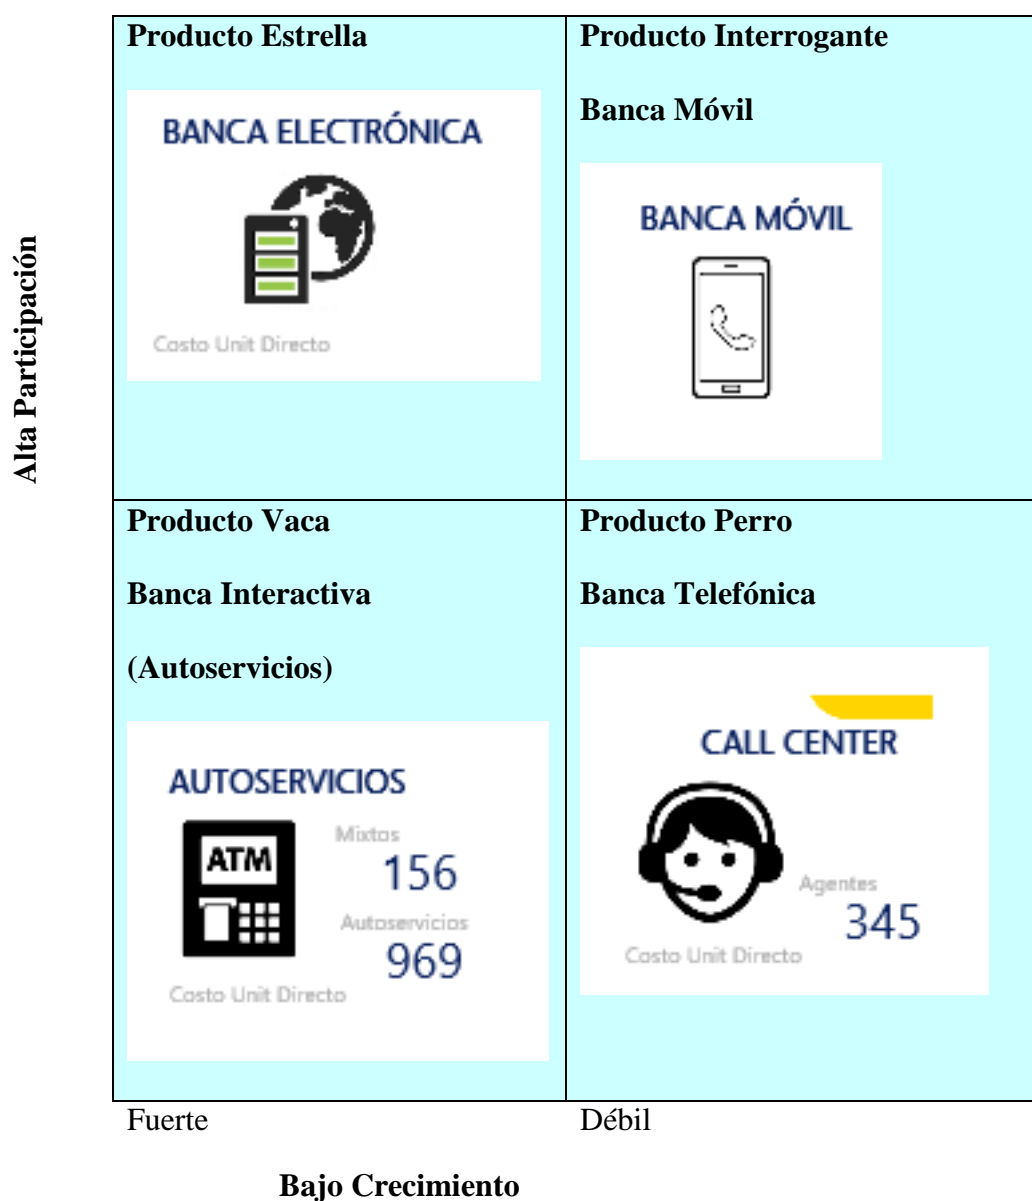 Alta Participación
Producto Estrella
BANCA ELECTRÓNICA
Costo Unit Directo
Producto Interrogante
Banca Móvil
BANCA MÓVIL
Producto Vaca
Banca Interactiva
(Autoservicios)
AUTOSERVICIOS
ATM
Mixtos
156
Autoservicios
969
Costo Unit Directo
Producto Perro
Banca Telefónica
CALL CENTER
Agentes
345
Costo Unit Directo
Fuerte
Débil
Bajo Crecimiento